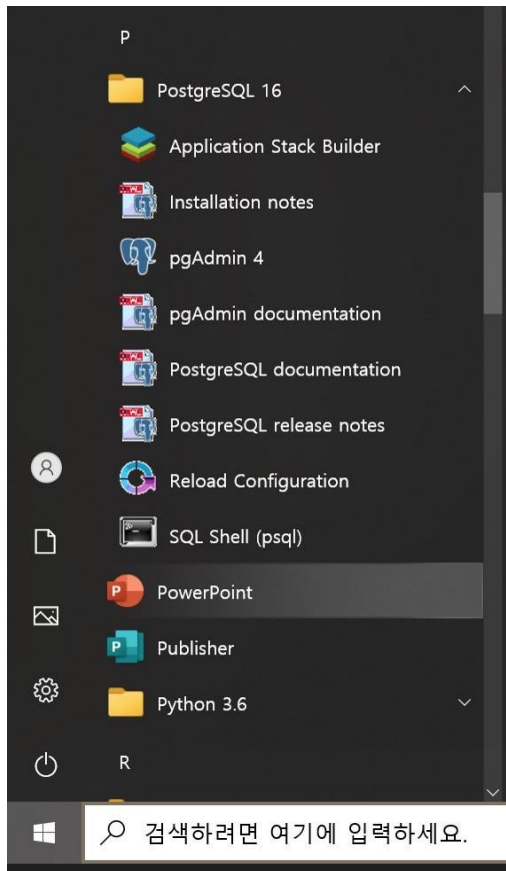 P
PostgreSQL 16
Application Stack Builder
Installation notes
pgAdmin 4
pgAdmin documentation
PostgreSQL documentation
PostgreSQL release notes
Reload Configuration
SQL Shell (psql)
PowerPoint
Publisher
Python 3.6
R
검색하려면 여기에 입력하세요.